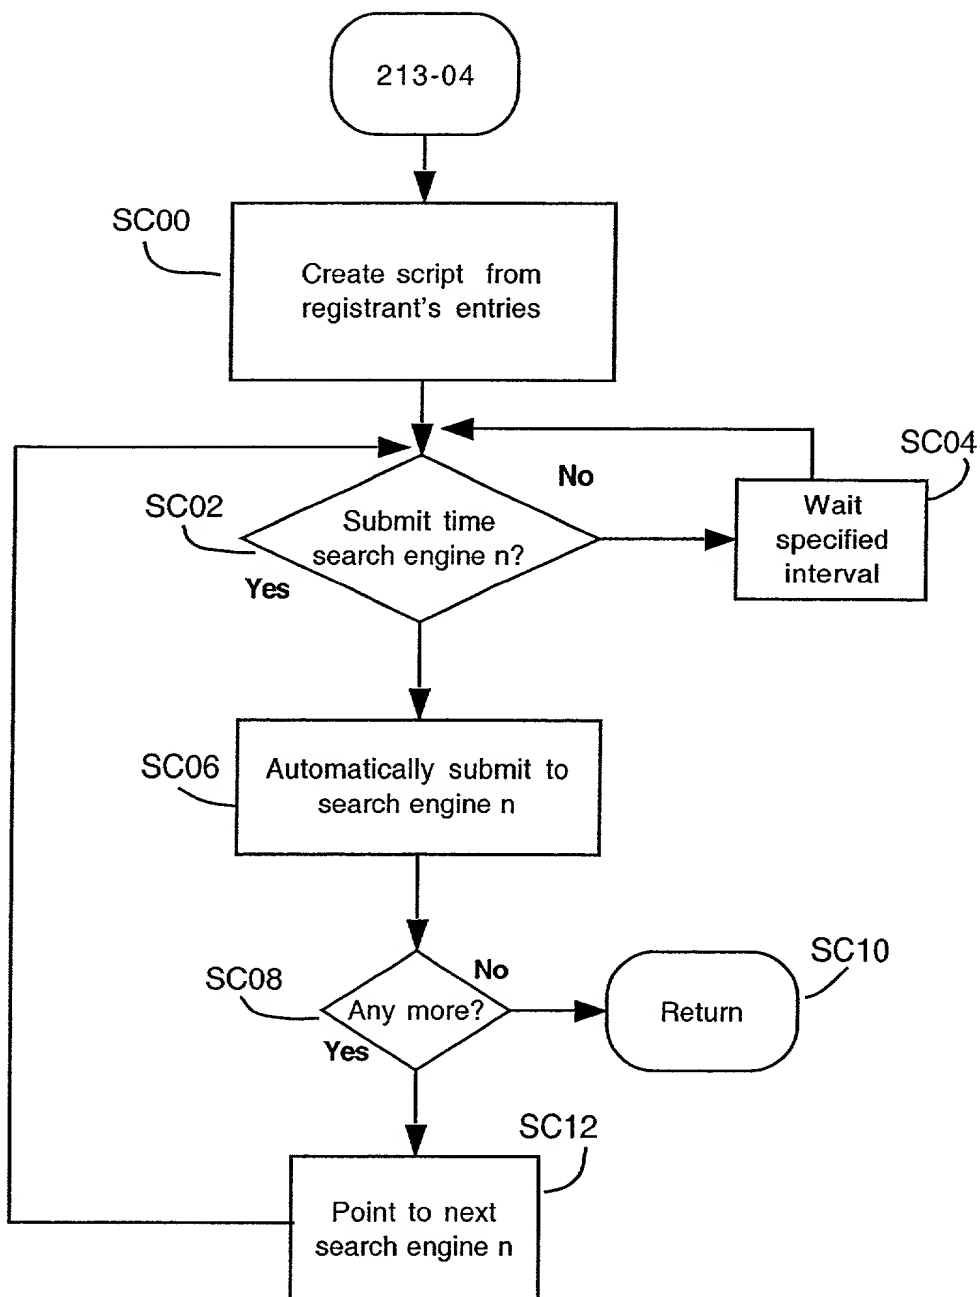 213-04
SC00
Create script from
registrant's entries
SC04
No
Wait
specified
interval
SC02
Submit time
search engine n?
Yes
SC06
Automatically submit to
search engine n
SC08
No
SC10
Any more?
Return
Yes
SC12
Point to next
search engine n